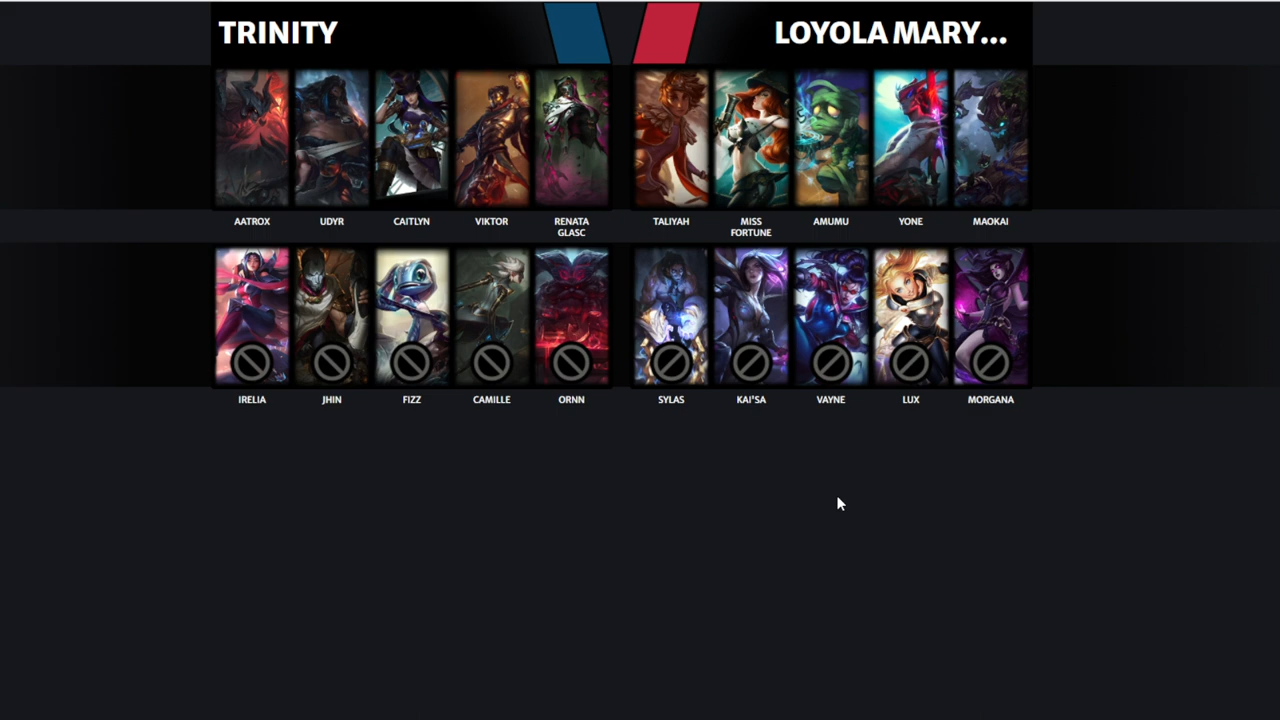 TRINITY
LOYOLA MARY...
AATROX
UDYR
CAITLYN
VIKTOR
RENATA
GLASC
TALIYAH
MISS
FORTUNE
AMUMU
YONE
MAOKAI
IRELIA
JHIN
FIZZ
CAMILLE
ORNN
SYLAS
KAI'SA
VAYNE
LUX
MORGANA